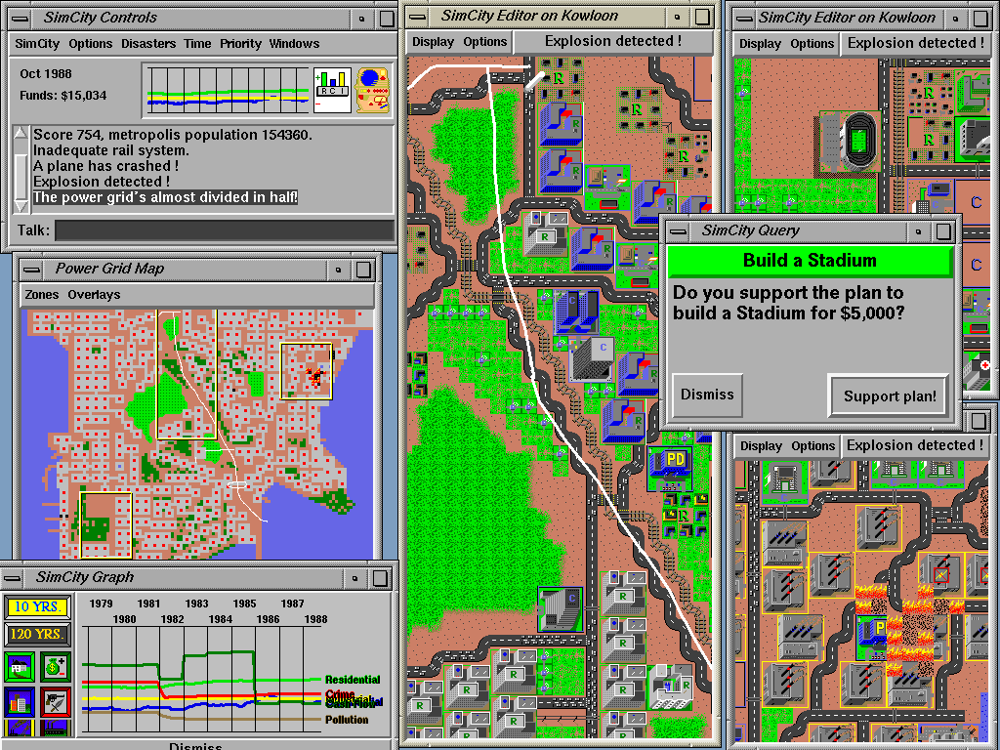 SimCity Controls
SimCity Options Disasters Time Priority Windows
Oct 1988
Funds: $15,034
R C I
Score 754, metropolis population 154360.
Inadequate rail system.
A plane has crashed !
Explosion detected !
The power grid's almost divided in half!
Talk:
Power Grid Map
Zones Overlays
SimCity Graph
10 YRS.
120 YRS.
1979 1981 1983 1985 1987
1980 1982 1984 1986 1988
Residential
Crime
Pollution
Dismiss
SimCity Editor on Kowloon
Display Options Explosion detected !
R
R
R
R
R
R
R
C
R
R
PD
R
R
R
R
R
R
R
R
R
SimCity Editor on Kowloon
Display Options Explosion detected !
R
R
C
C
SimCity Query
Build a Stadium
Do you support the plan to
build a Stadium for $5,000?
Dismiss Support plan!
Display Options Explosion detected !
P